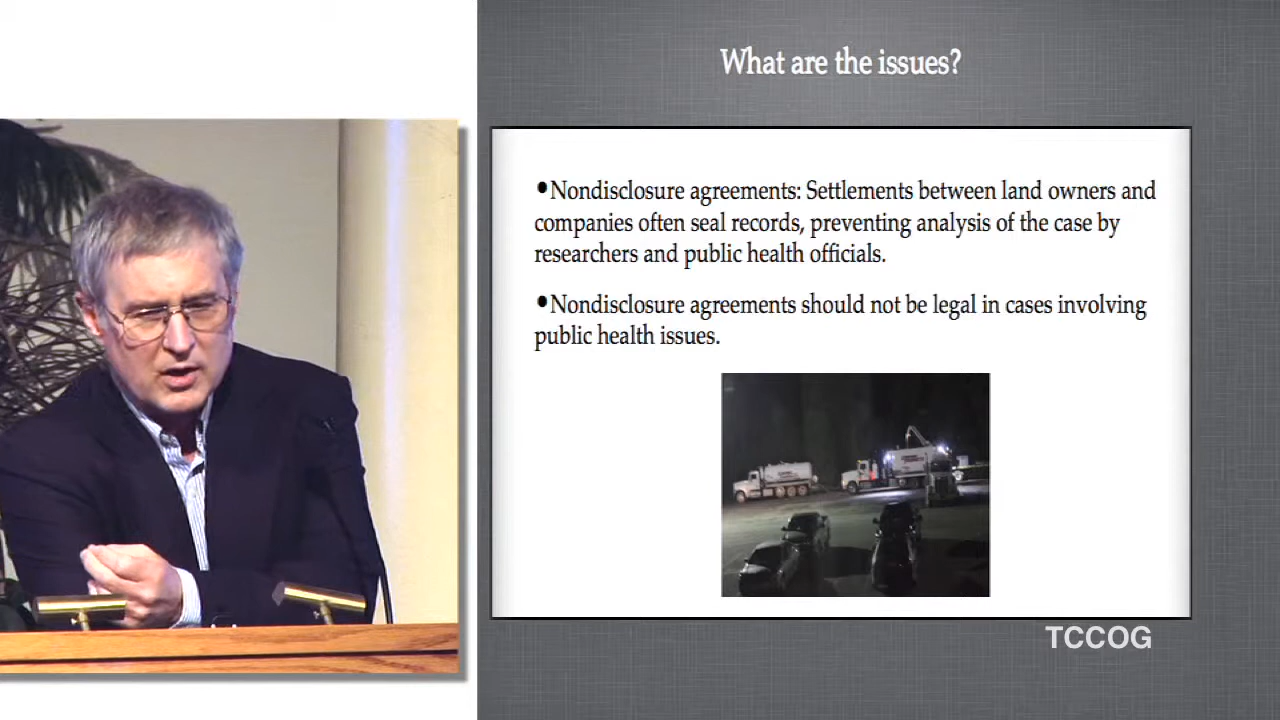 What are the issues?
•Nondisclosure agreements: Settlements between land owners and
companies often seal records, preventing analysis of the case by
researchers and public health officials.
•Nondisclosure agreements should not be legal in cases involving
public health issues.
TCCOG